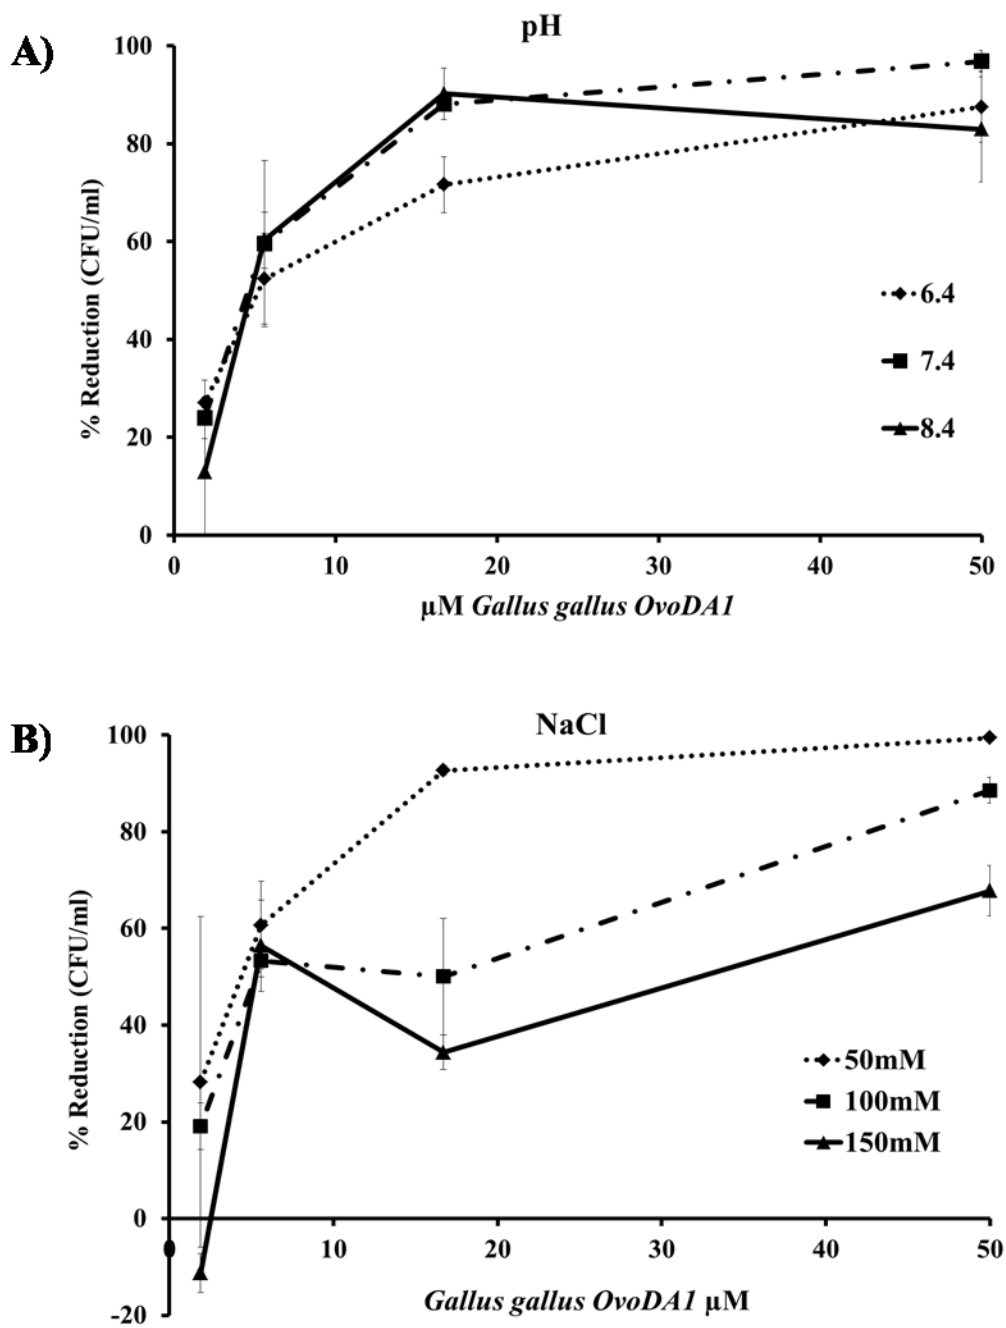 A)
pH
100
80
60
40
20
0
% Reduction (CFU/ml)
6.4
7.4
8.4
0 10 20 30 40 50
µM Gallus gallus OvoDA1
B)
NaCl
100
80
60
40
20
0
-20
% Reduction (CFU/ml)
50mM
100mM
150mM
0 10 20 30 40 50
Gallus gallus OvoDA1 µM